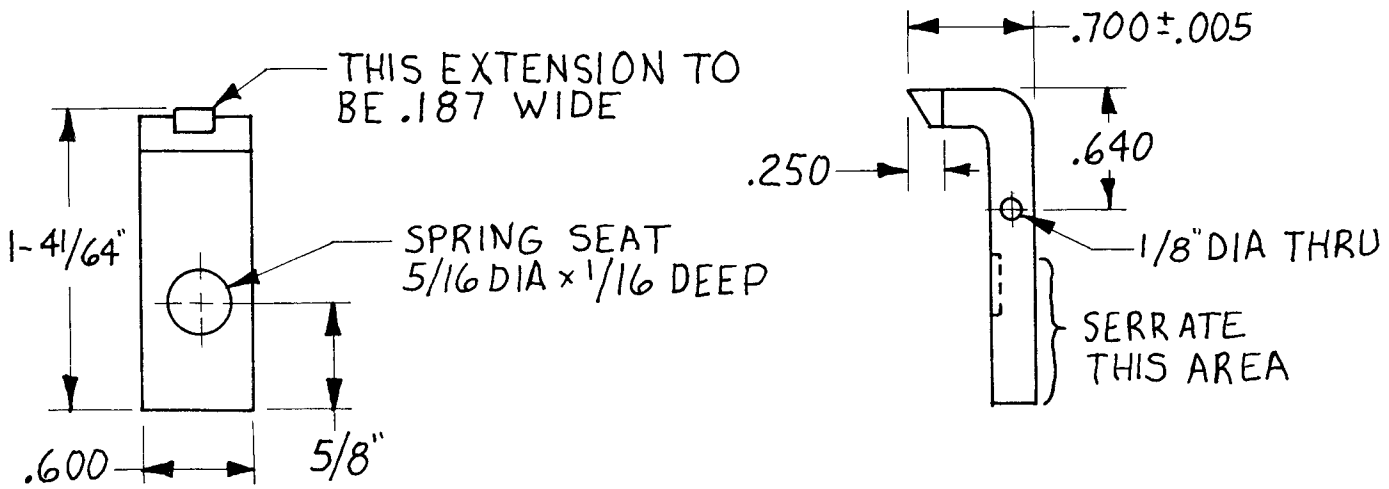 THIS EXTENSION TO
BE .187 WIDE
1-41/64"
SPRING SEAT
5/16 DIA × 1/16 DEEP
.600
5/8"
.700±.005
.250
.640
1/8" DIA THRU
SERRATE
THIS AREA